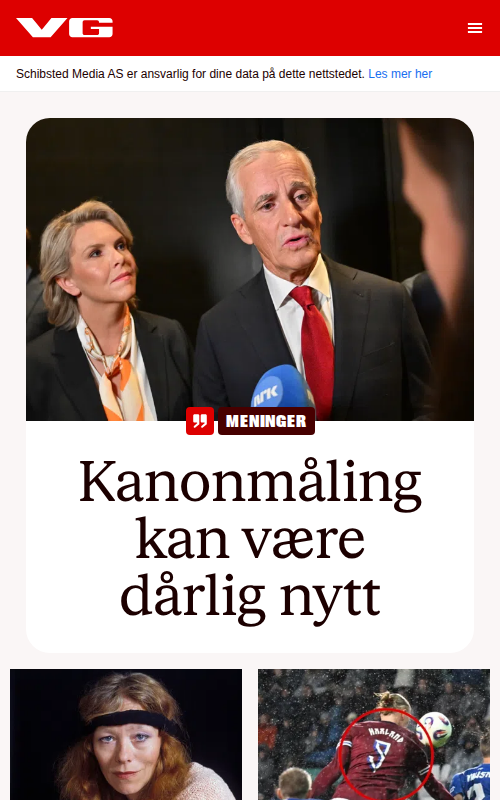 VG
Schibsted Media AS er ansvarlig for dine data på dette nettstedet. Les mer her
NRK
MENINGER
Kanonmåling
kan være
dårlig nytt
HAALAND
9